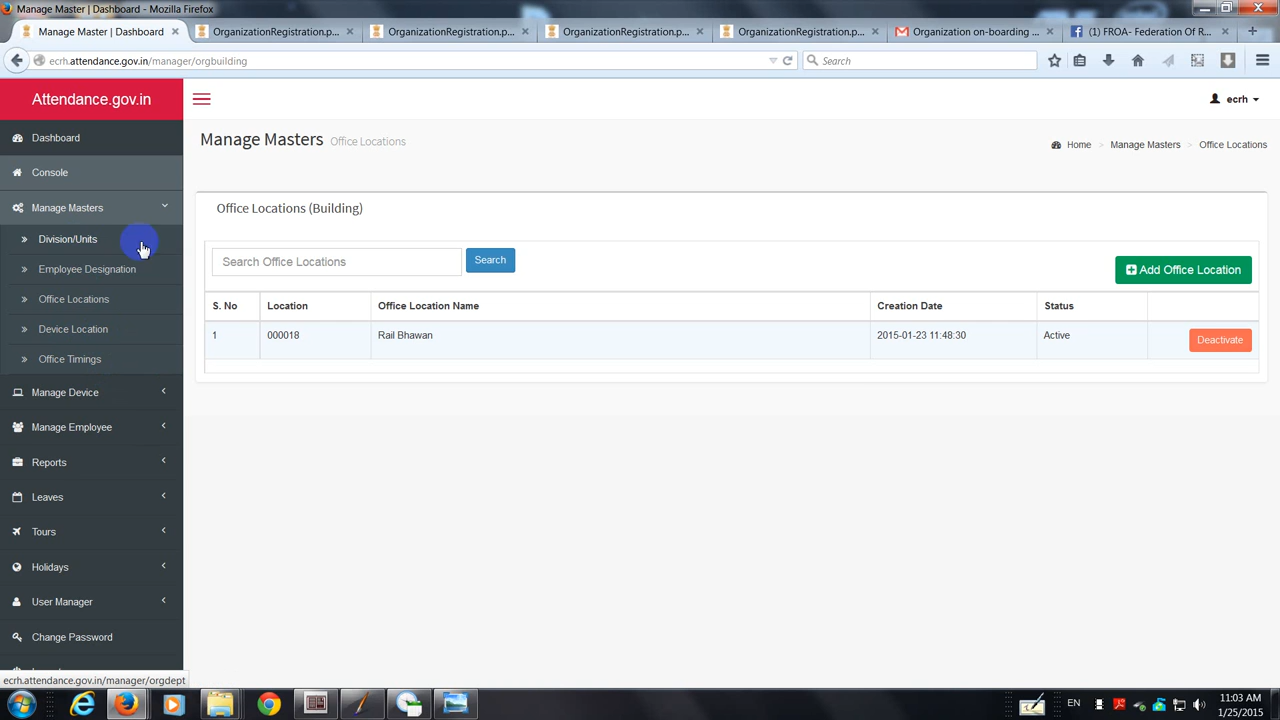 Manage Master | Dashboard - Mozilla Firefox
Manage Master | Dashboard
OrganizationRegistration.p...
OrganizationRegistration.p...
OrganizationRegistration.p...
OrganizationRegistration.p...
Organization on-boarding ...
(1) FROA- Federation Of R...
ecrh.attendance.gov.in/manager/orgbuilding
Search
Attendance.gov.in
ecrh
Dashboard
Console
Manage Masters
Division/Units
Employee Designation
Office Locations
Device Location
Office Timings
Manage Device
Manage Employee
Reports
Leaves
Tours
Holidays
User Manager
Change Password
Manage Masters Office Locations
Home > Manage Masters > Office Locations
Office Locations (Building)
Search Office Locations
Search
Add Office Location
S. No Location Office Location Name Creation Date Status
1 000018 Rail Bhawan 2015-01-23 11:48:30 Active Deactivate
ecrh.attendance.gov.in/manager/orgdept
EN
11:03 AM
1/25/2015